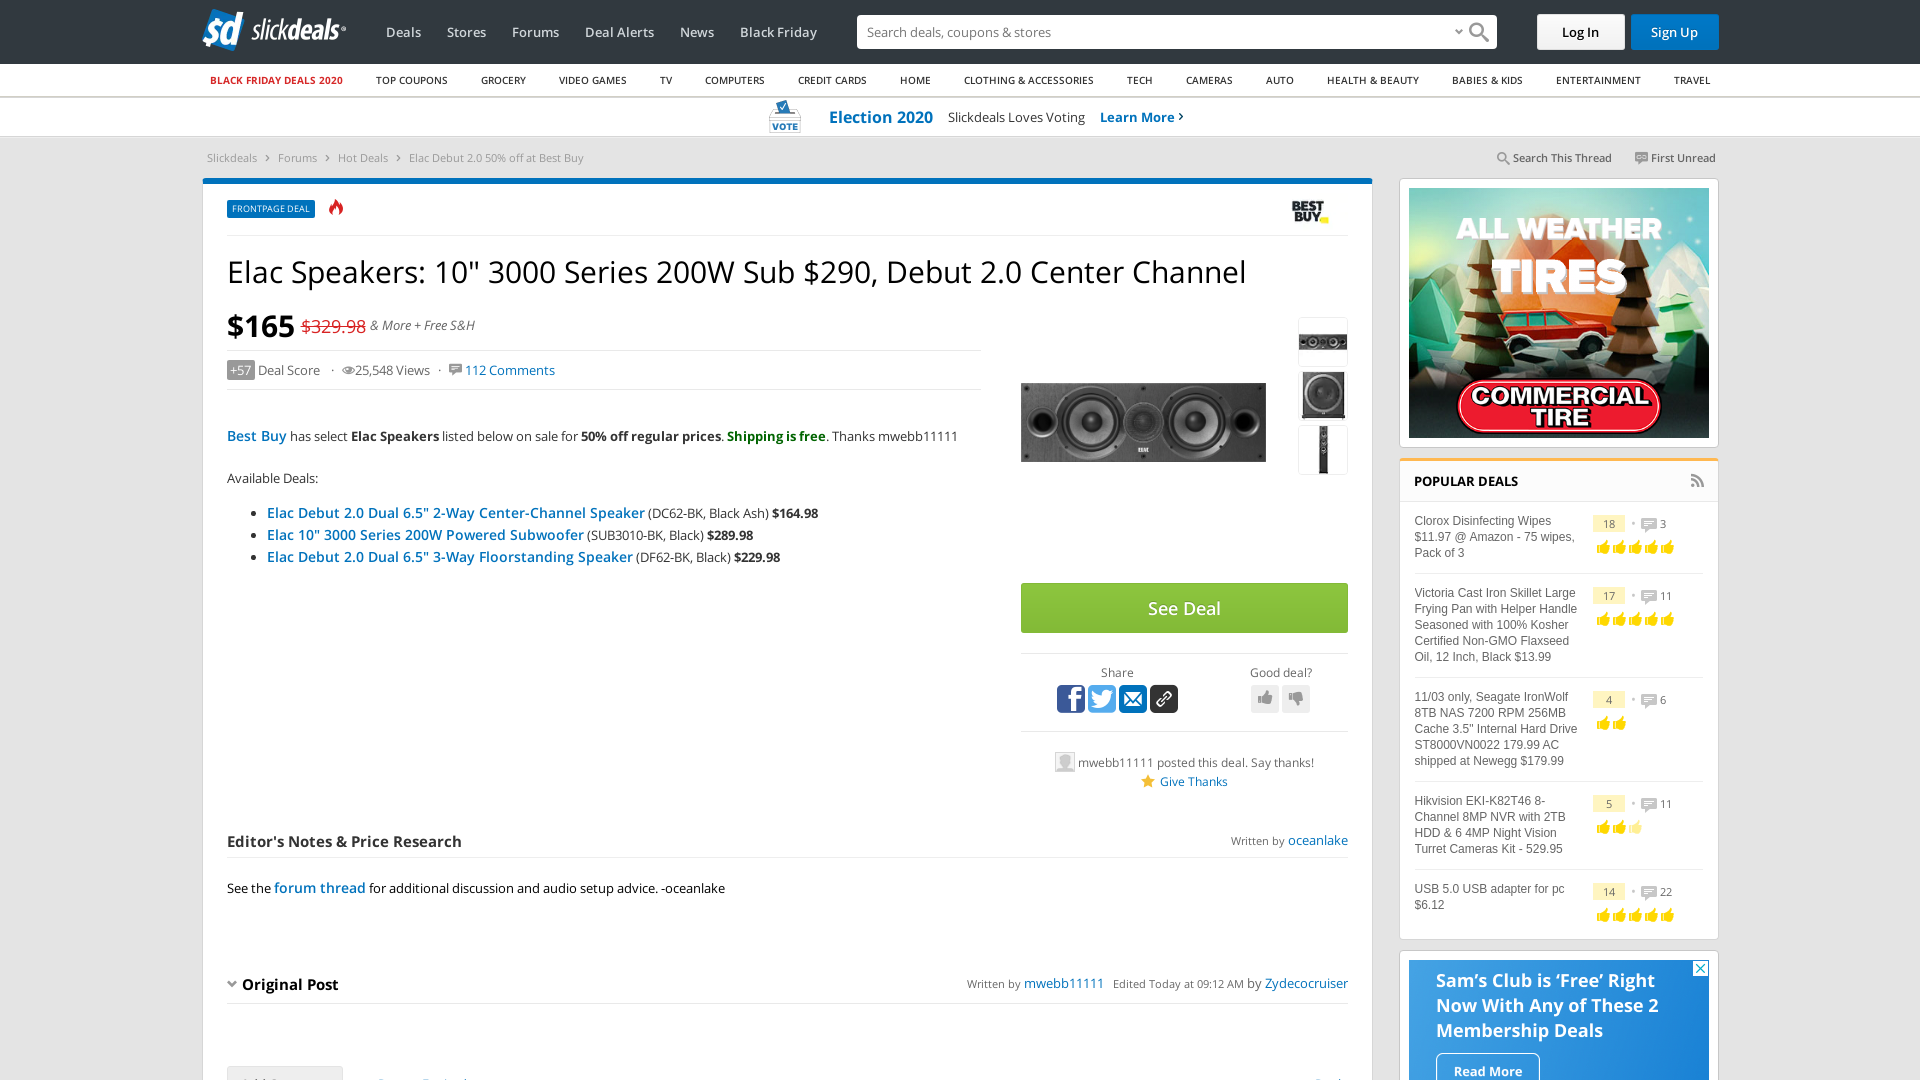 slickdeals
Deals
Stores
Forums
Deal Alerts
News
Black Friday
Search deals, coupons & stores
Log In
Sign Up
BLACK FRIDAY DEALS 2020
TOP COUPONS
GROCERY
VIDEO GAMES
TV
COMPUTERS
CREDIT CARDS
HOME
CLOTHING & ACCESSORIES
TECH
CAMERAS
AUTO
HEALTH & BEAUTY
BABIES & KIDS
ENTERTAINMENT
TRAVEL
VOTE
Election 2020 Slickdeals Loves Voting Learn More ›
Slickdeals › Forums › Hot Deals › Elac Debut 2.0 50% off at Best Buy
Search This Thread
First Unread
FRONTPAGE DEAL
BEST
BUY
Elac Speakers: 10" 3000 Series 200W Sub $290, Debut 2.0 Center Channel
$165 $329.98 & More + Free S&H
+57 Deal Score · 25,548 Views · 112 Comments
Best Buy has select Elac Speakers listed below on sale for 50% off regular prices. Shipping is free. Thanks mwebb11111
Available Deals:
• Elac Debut 2.0 Dual 6.5" 2-Way Center-Channel Speaker (DC62-BK, Black Ash) $164.98
• Elac 10" 3000 Series 200W Powered Subwoofer (SUB3010-BK, Black) $289.98
• Elac Debut 2.0 Dual 6.5" 3-Way Floorstanding Speaker (DF62-BK, Black) $229.98
See Deal
Share
Good deal?
mwebb11111 posted this deal. Say thanks!
Give Thanks
Editor's Notes & Price Research
Written by oceanlake
See the forum thread for additional discussion and audio setup advice. -oceanlake
Original Post
Written by mwebb11111 Edited Today at 09:12 AM by Zydecocruiser
ALL WEATHER
TIRES
COMMERCIAL
TIRE
POPULAR DEALS
Clorox Disinfecting Wipes
$11.97 @ Amazon - 75 wipes,
Pack of 3
18 • 3
Victoria Cast Iron Skillet Large
Frying Pan with Helper Handle
Seasoned with 100% Kosher
Certified Non-GMO Flaxseed
Oil, 12 Inch, Black $13.99
17 • 11
11/03 only, Seagate IronWolf
8TB NAS 7200 RPM 256MB
Cache 3.5" Internal Hard Drive
ST8000VN0022 179.99 AC
shipped at Newegg $179.99
4 • 6
Hikvision EKI-K82T46 8-
Channel 8MP NVR with 2TB
HDD & 6 4MP Night Vision
Turret Cameras Kit - 529.95
5 • 11
USB 5.0 USB adapter for pc
$6.12
14 • 22
Sam's Club is 'Free' Right
Now With Any of These 2
Membership Deals
Read More